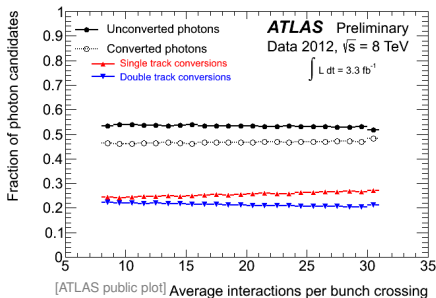 ATLAS Preliminary
Data 2012, √s = 8 TeV
∫ L dt = 3.3 fb⁻¹
Unconverted photons
Converted photons
Single track conversions
Double track conversions
Fraction of photon candidates
1
0.9
0.8
0.7
0.6
0.5
0.4
0.3
0.2
0.1
0
5 10 15 20 25 30 35
[ATLAS public plot] Average interactions per bunch crossing